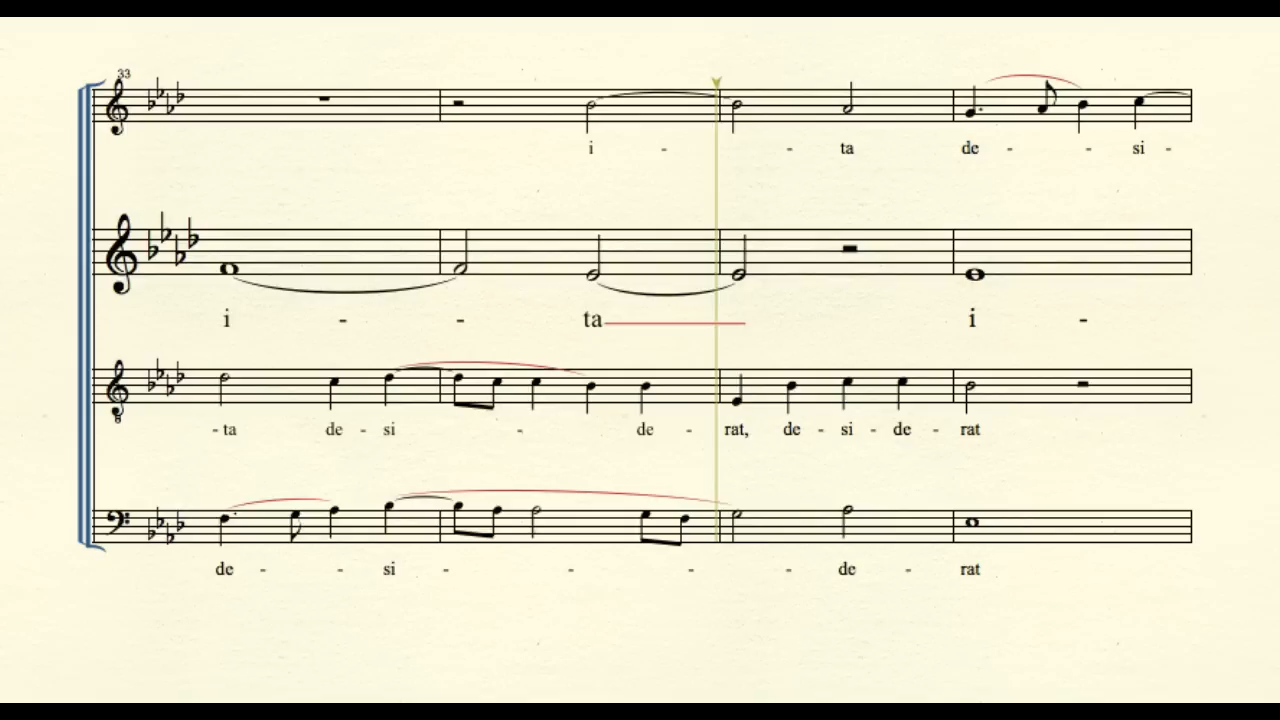 33
i - - ta de - - si -
i - - ta i -
- ta de - si - de - rat, de - si - de - rat
de - - si - - - - de - rat